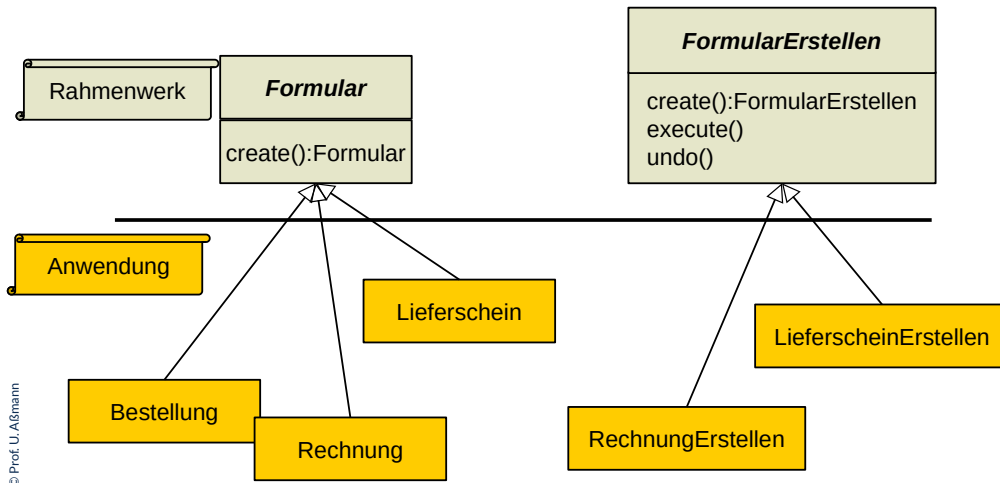 FormularErstellen
Rahmenwerk
Formular
create():FormularErstellen
execute()
undo()
create():Formular
Anwendung
Lieferschein
LieferscheinErstellen
Bestellung
Rechnung
RechnungErstellen
© Prof. U. Aßmann